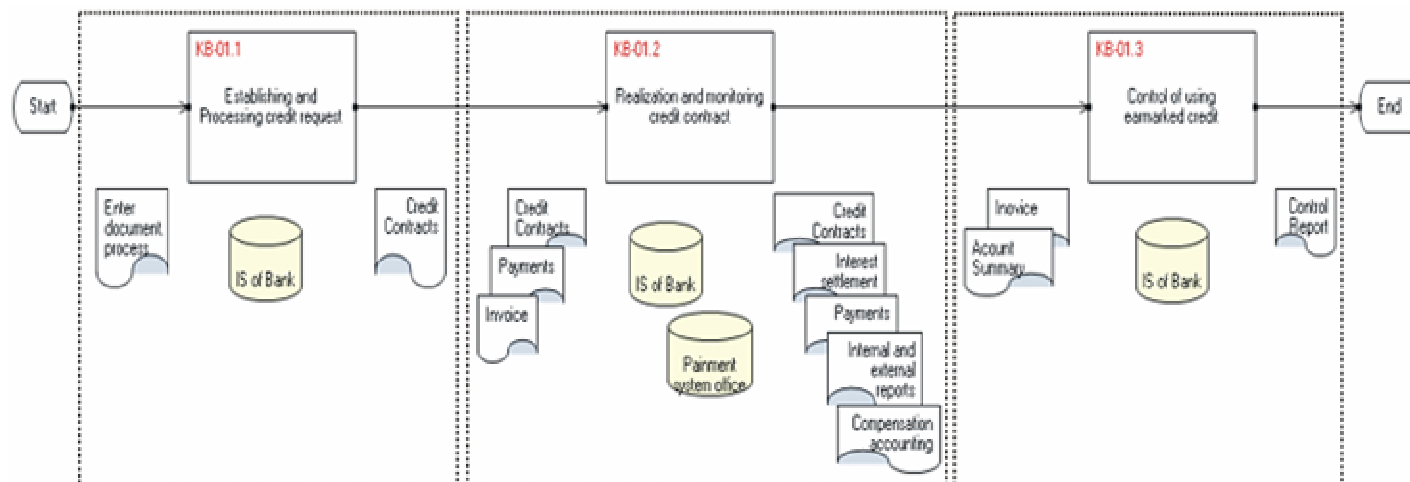 KB-01.1
KB-01.2
KB-01.3
Start
Establishing and
Processing credit request
Realization and monitoring
credit contract
Control of using
earmarked credit
End
Enter
document
process
IS of Bank
Credit
Contracts
Credit
Contracts
Payments
Invoice
IS of Bank
Painment
system office
Credit
Contracts
Interest
settlement
Payments
Internal and
external
reports
Compensation
accounting
Inovice
Acount
Summary
IS of Bank
Control
Report